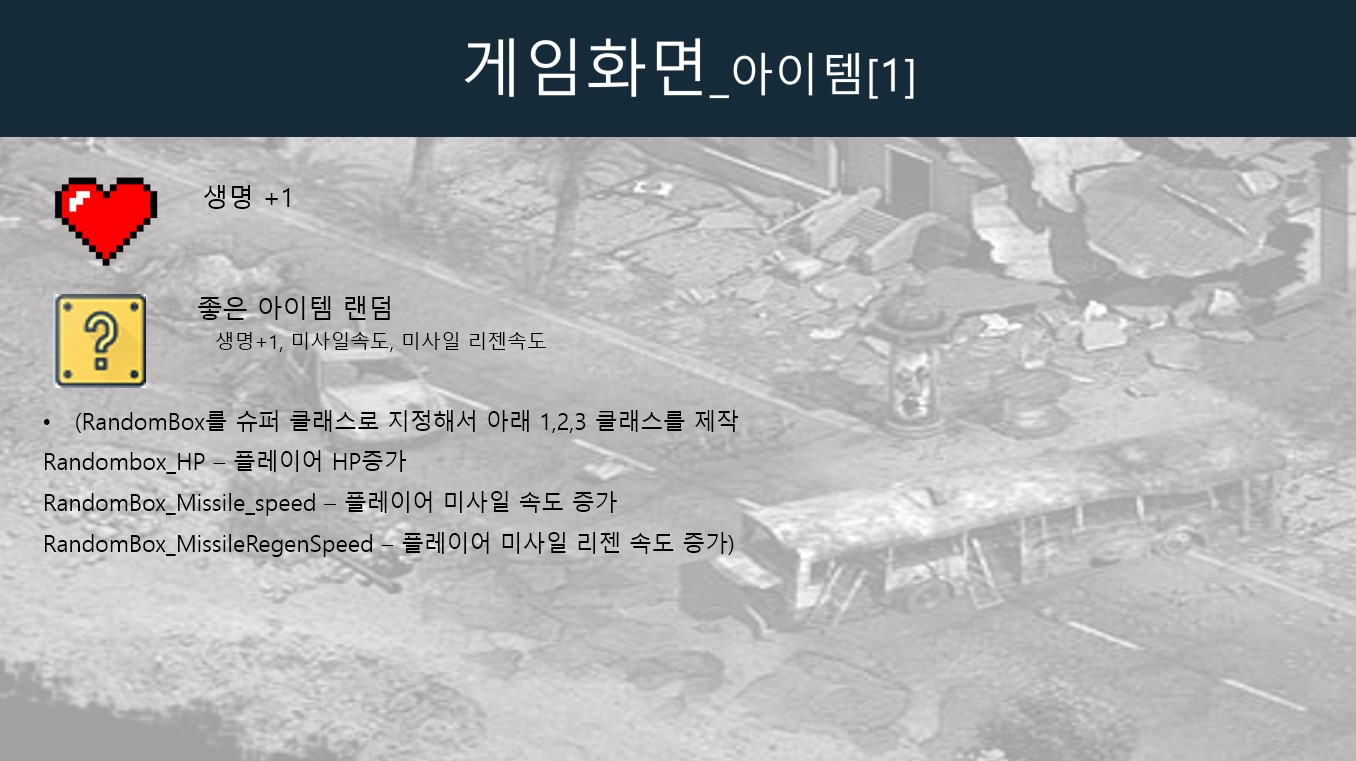 게임화면_아이템[1]
생명 +1
좋은 아이템 랜덤
생명+1, 미사일속도, 미사일 리젠속도
• (RandomBox를 슈퍼 클래스로 지정해서 아래 1,2,3 클래스를 제작
Randombox_HP – 플레이어 HP증가
RandomBox_Missile_speed – 플레이어 미사일 속도 증가
RandomBox_MissileRegenSpeed – 플레이어 미사일 리젠 속도 증가)